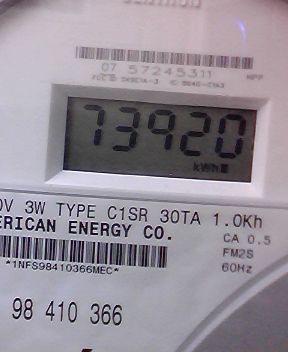 07 57245311
73920
kWh
0V 3W TYPE C1SR 30TA 1.0Kh
ERICAN ENERGY CO.
CA 0.5
FM2S
*1NFS98410366MEC*
60Hz
98 410 366